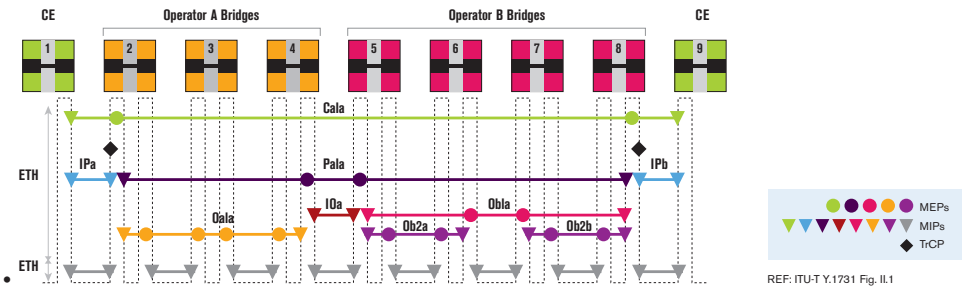 CE Operator A Bridges Operator B Bridges CE
1 2 3 4 5 6 7 8 9
CaIa
IPa PaIa IPb
ETH
IOa ObIa
OaIa Ob2a Ob2b
ETH
MEPs
MIPs
TrCP
REF: ITU-T Y.1731 Fig. II.1